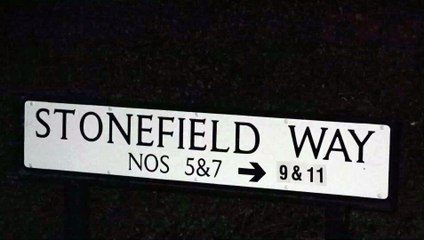 STONEFIELD WAY
NOS 5&7 → 9 & 11